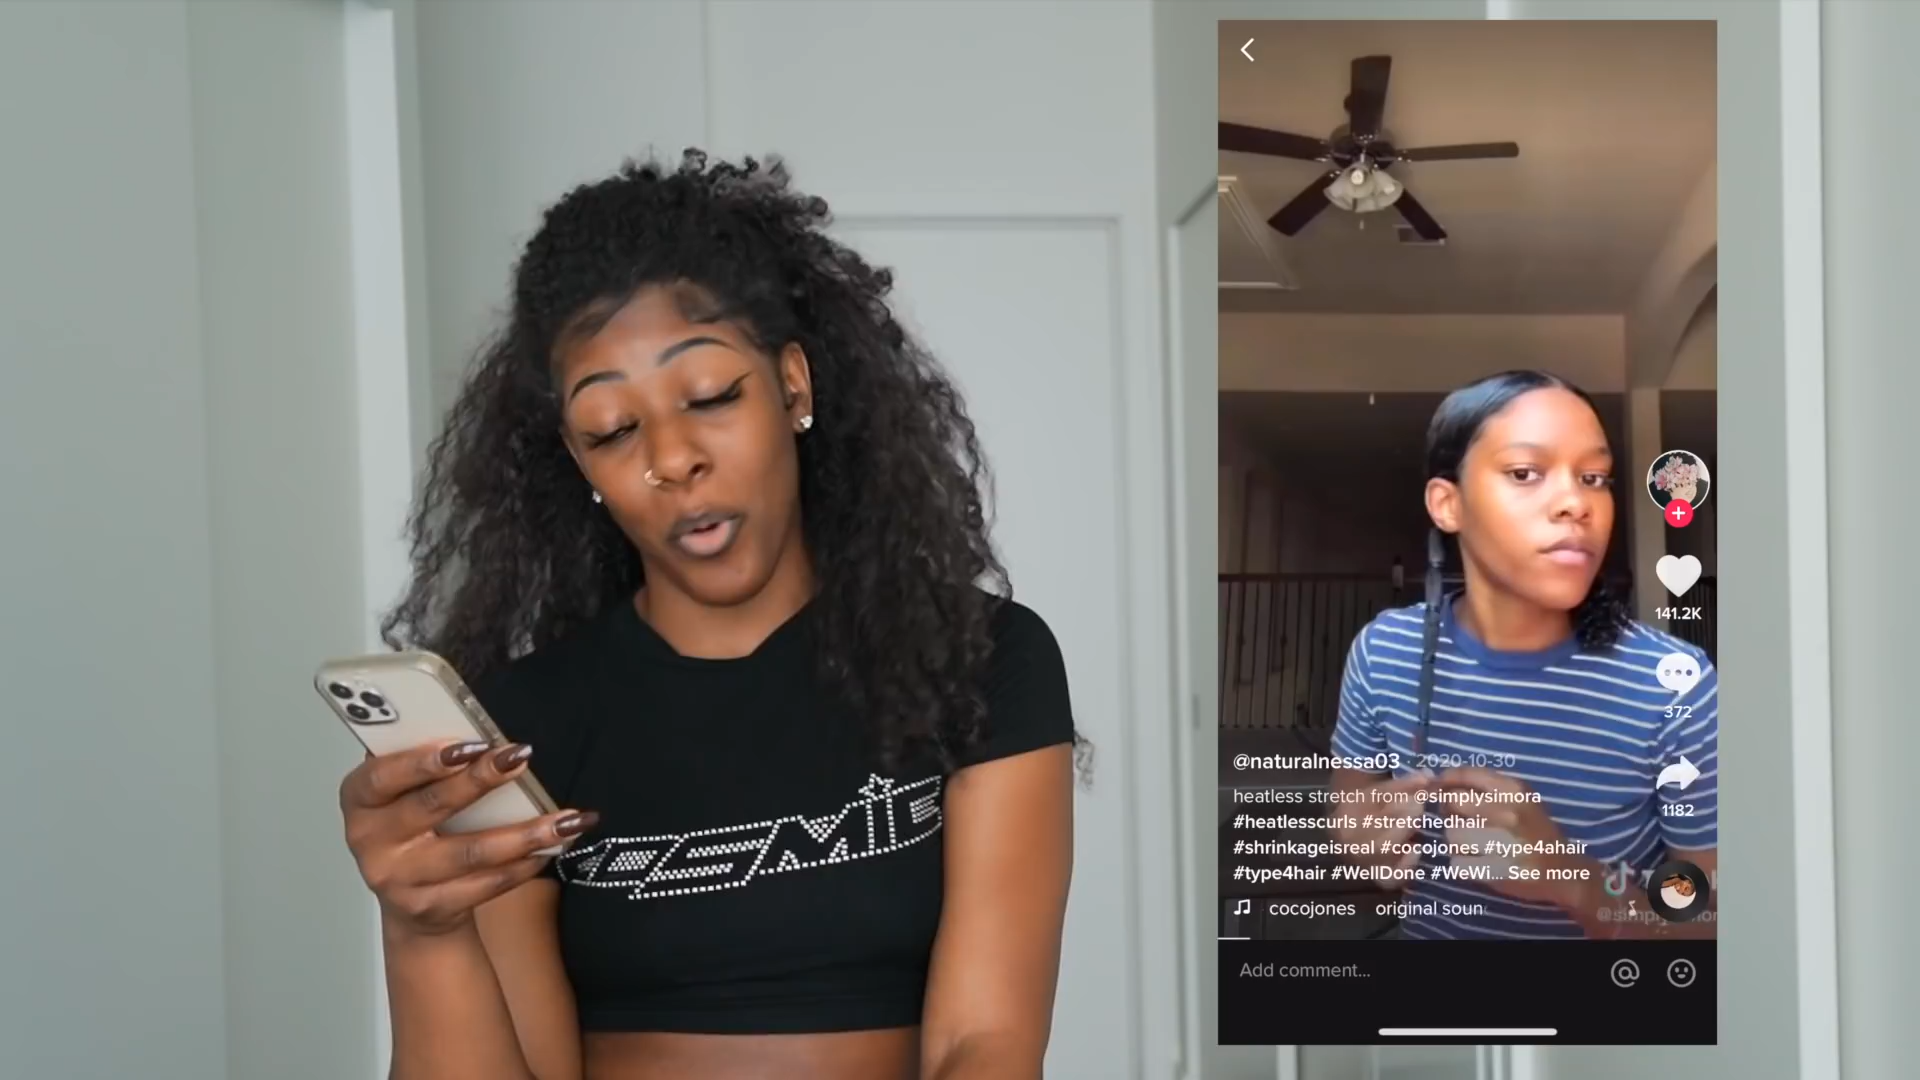 COSMIC
141.2K
372
@naturalnessa03 · 2020-10-30
1182
heatless stretch from @simplysimora
#heatlesscurls #stretchedhair
#shrinkageisreal #cocojones #type4ahair
#type4hair #WellDone #WeWi... See more
cocojones original soun
Add comment...